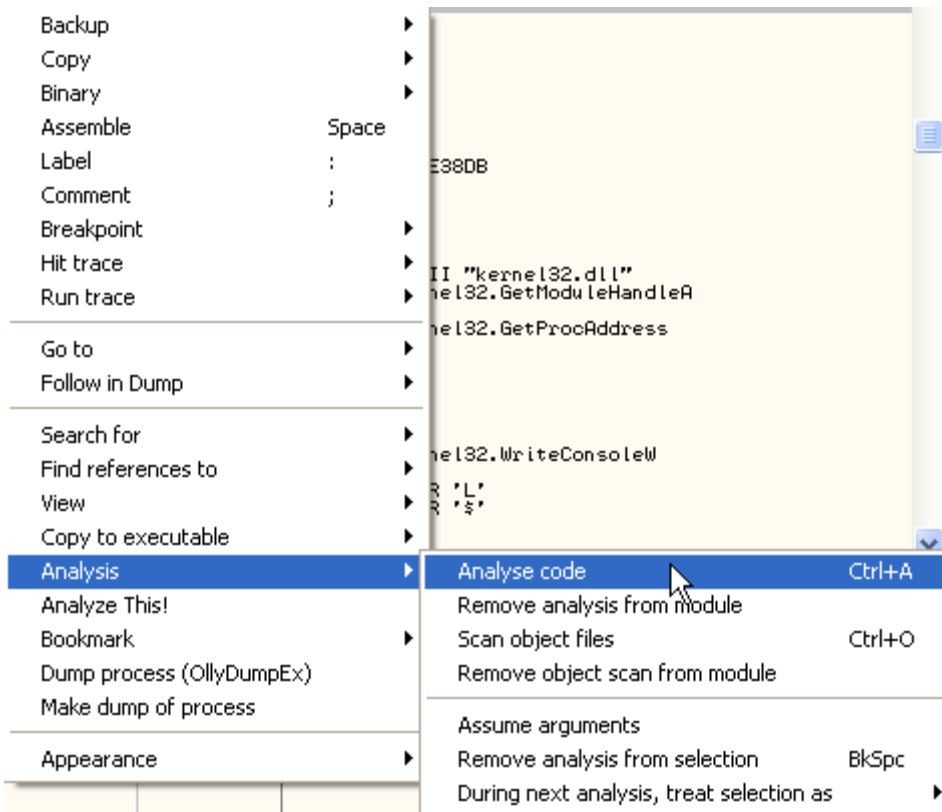 Backup
Copy
Binary
Assemble Space
Label :
E38DB
Comment ;
Breakpoint
Hit trace
II "kernel32.dll"
nel32.GetModuleHandleA
Run trace
nel32.GetProcAddress
Go to
Follow in Dump
Search for
nel32.WriteConsoleW
Find references to
R 'L'
View
R '$'
Copy to executable
Analysis
Analyse code Ctrl+A
Analyze This!
Remove analysis from module
Bookmark
Scan object files Ctrl+O
Dump process (OllyDumpEx)
Remove object scan from module
Make dump of process
Assume arguments
Appearance
Remove analysis from selection BkSpc
During next analysis, treat selection as